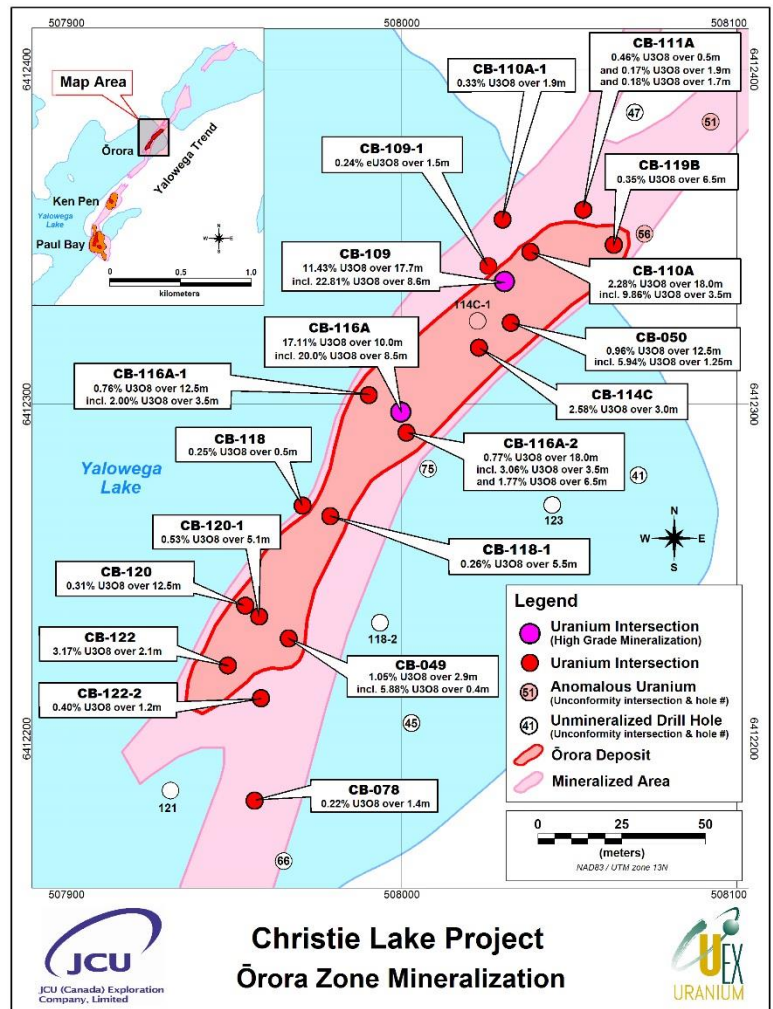 507900
508000
508100
6412400
6412400
Map Area
Ōrora
Yalowega Trend
Ken Pen
Yalowega
Lake
Paul Bay
N
W
E
S
0
0.5
1.0
kilometers
CB-111A
0.46% U3O8 over 0.5m
and 0.17% U3O8 over 1.9m
and 0.18% U3O8 over 1.7m
CB-110A-1
0.33% U3O8 over 1.9m
47
51
CB-109-1
0.24% eU3O8 over 1.5m
CB-119B
0.35% U3O8 over 6.5m
56
CB-109
11.43% U3O8 over 17.7m
incl. 22.81% U3O8 over 8.6m
CB-110A
2.28% U3O8 over 18.0m
incl. 9.86% U3O8 over 3.5m
114C-1
CB-116A
17.11% U3O8 over 10.0m
incl. 20.0% U3O8 over 8.5m
CB-050
0.96% U3O8 over 12.5m
incl. 5.94% U3O8 over 1.25m
CB-116A-1
0.76% U3O8 over 12.5m
incl. 2.00% U3O8 over 3.5m
CB-114C
2.58% U3O8 over 3.0m
6412300
6412300
CB-116A-2
0.77% U3O8 over 18.0m
incl. 3.06% U3O8 over 3.5m
and 1.77% U3O8 over 6.5m
CB-118
0.25% U3O8 over 0.5m
Yalowega
Lake
75
41
123
N
W
E
S
CB-120-1
0.53% U3O8 over 5.1m
CB-118-1
0.26% U3O8 over 5.5m
CB-120
0.31% U3O8 over 12.5m
118-2
CB-122
3.17% U3O8 over 2.1m
CB-049
1.05% U3O8 over 2.9m
incl. 5.88% U3O8 over 0.4m
CB-122-2
0.40% U3O8 over 1.2m
45
6412200
6412200
121
CB-078
0.22% U3O8 over 1.4m
66
Legend
Uranium Intersection
(High Grade Mineralization)
Uranium Intersection
51
Anomalous Uranium
(Unconformity intersection & hole #)
41
Unmineralized Drill Hole
(Unconformity intersection & hole #)
Ōrora Deposit
Mineralized Area
0
25
50
(meters)
NAD83 / UTM zone 13N
507900
508000
508100
JCU
JCU (Canada) Exploration
Company, Limited
Christie Lake Project
Ōrora Zone Mineralization
UEX
URANIUM